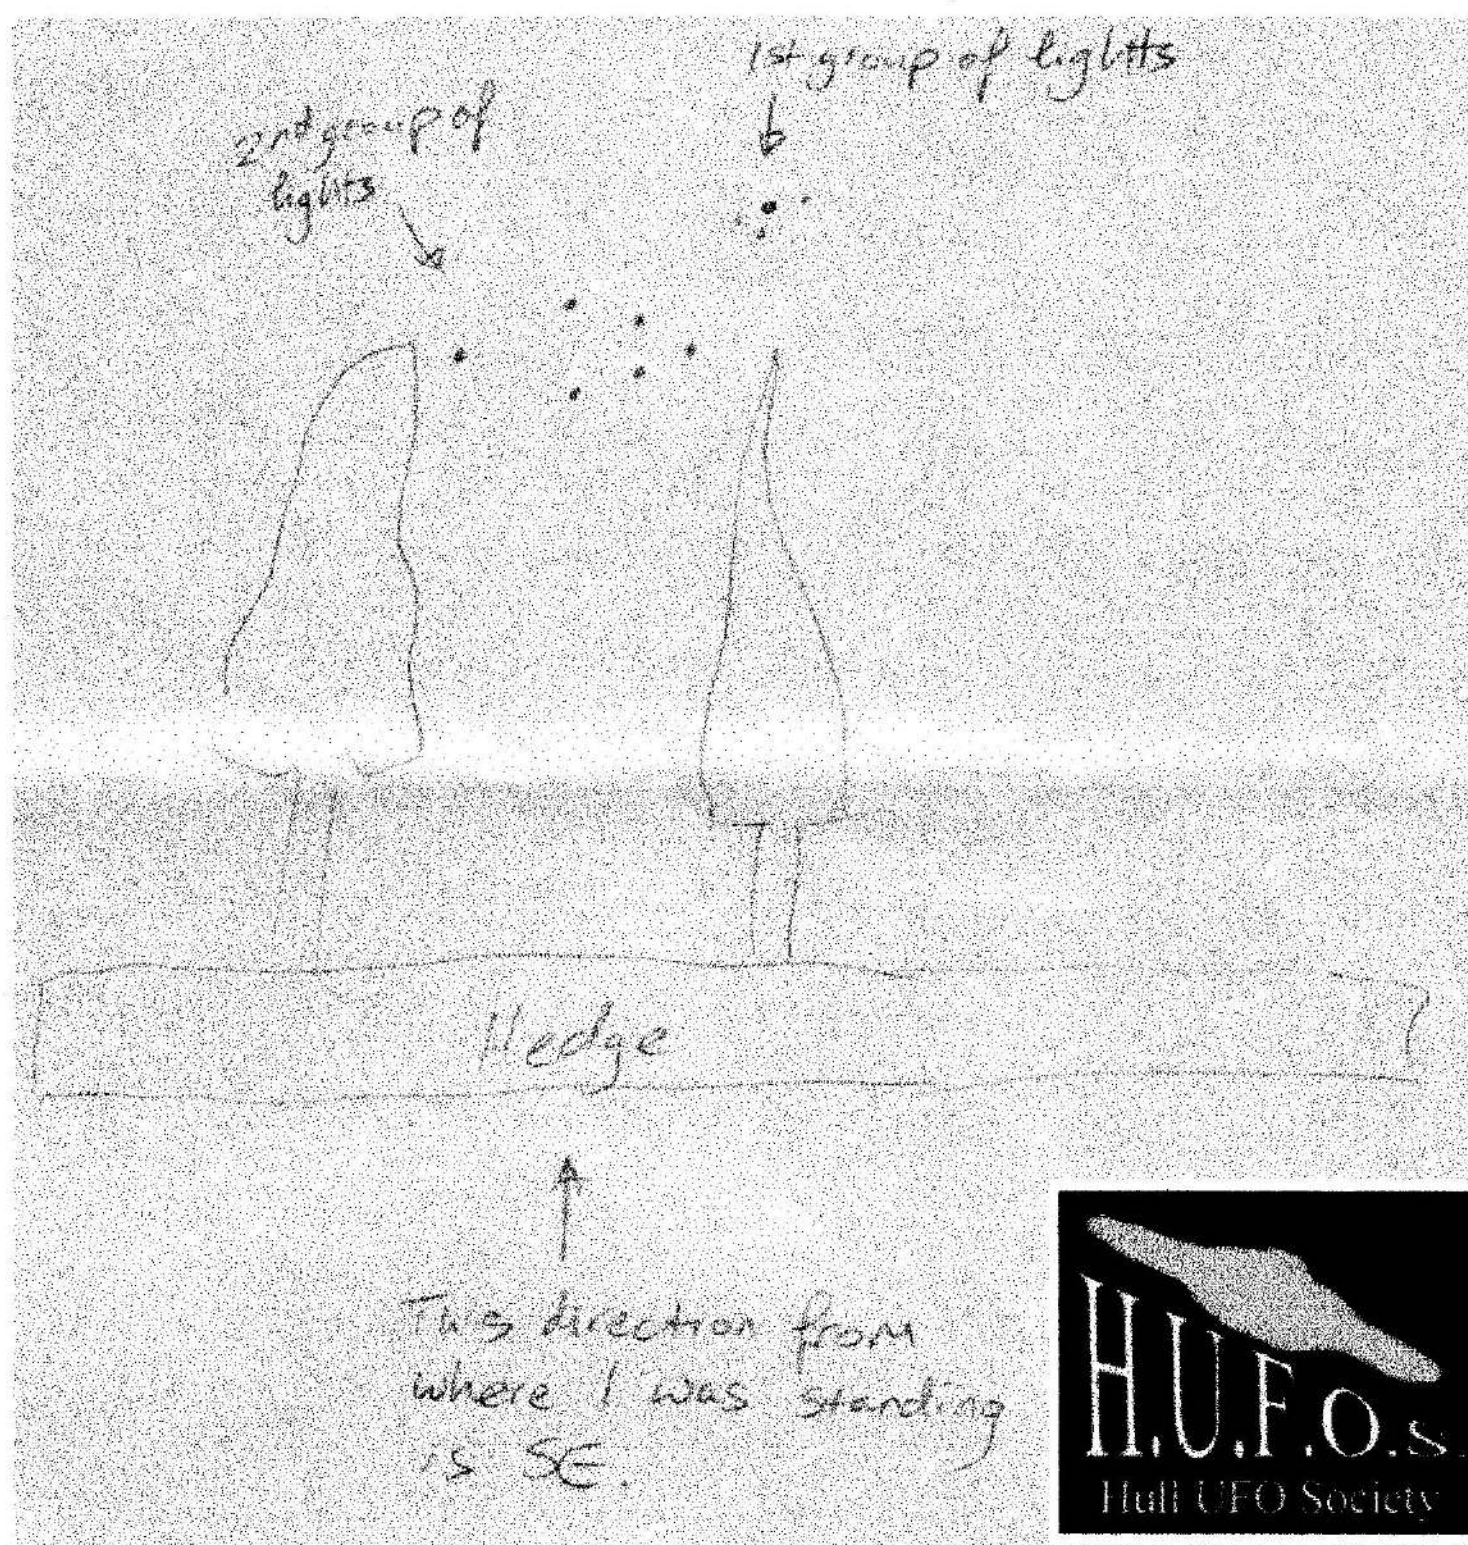 1st group of lights
2nd group of
lights
Hedge
This direction from
where I was standing
is SE.
H.U.F.O.s.
Hull UFO Society